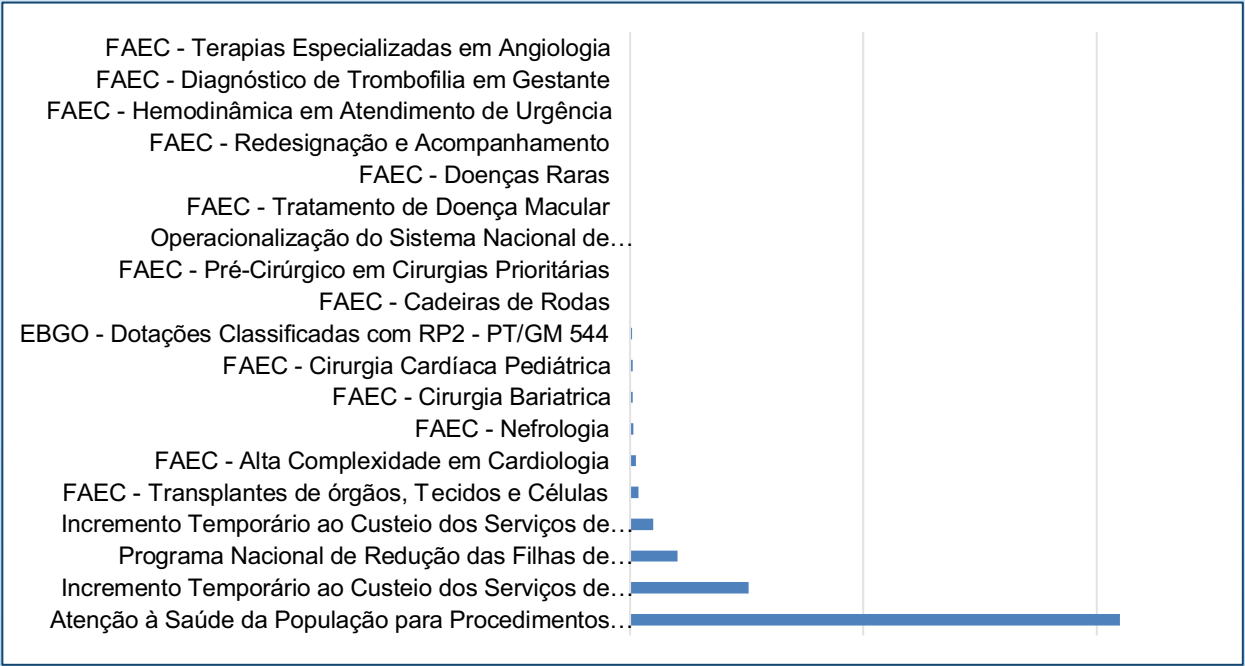 FAEC - Terapias Especializadas em Angiologia
FAEC - Diagnóstico de Trombofilia em Gestante
FAEC - Hemodinâmica em Atendimento de Urgência
FAEC - Redesignação e Acompanhamento
FAEC - Doenças Raras
FAEC - Tratamento de Doença Macular
Operacionalização do Sistema Nacional de…
FAEC - Pré-Cirúrgico em Cirurgias Prioritárias
FAEC - Cadeiras de Rodas
EBGO - Dotações Classificadas com RP2 - PT/GM 544
FAEC - Cirurgia Cardíaca Pediátrica
FAEC - Cirurgia Bariatrica
FAEC - Nefrologia
FAEC - Alta Complexidade em Cardiologia
FAEC - Transplantes de órgãos, Tecidos e Células
Incremento Temporário ao Custeio dos Serviços de…
Programa Nacional de Redução das Filhas de…
Incremento Temporário ao Custeio dos Serviços de…
Atenção à Saúde da População para Procedimentos…